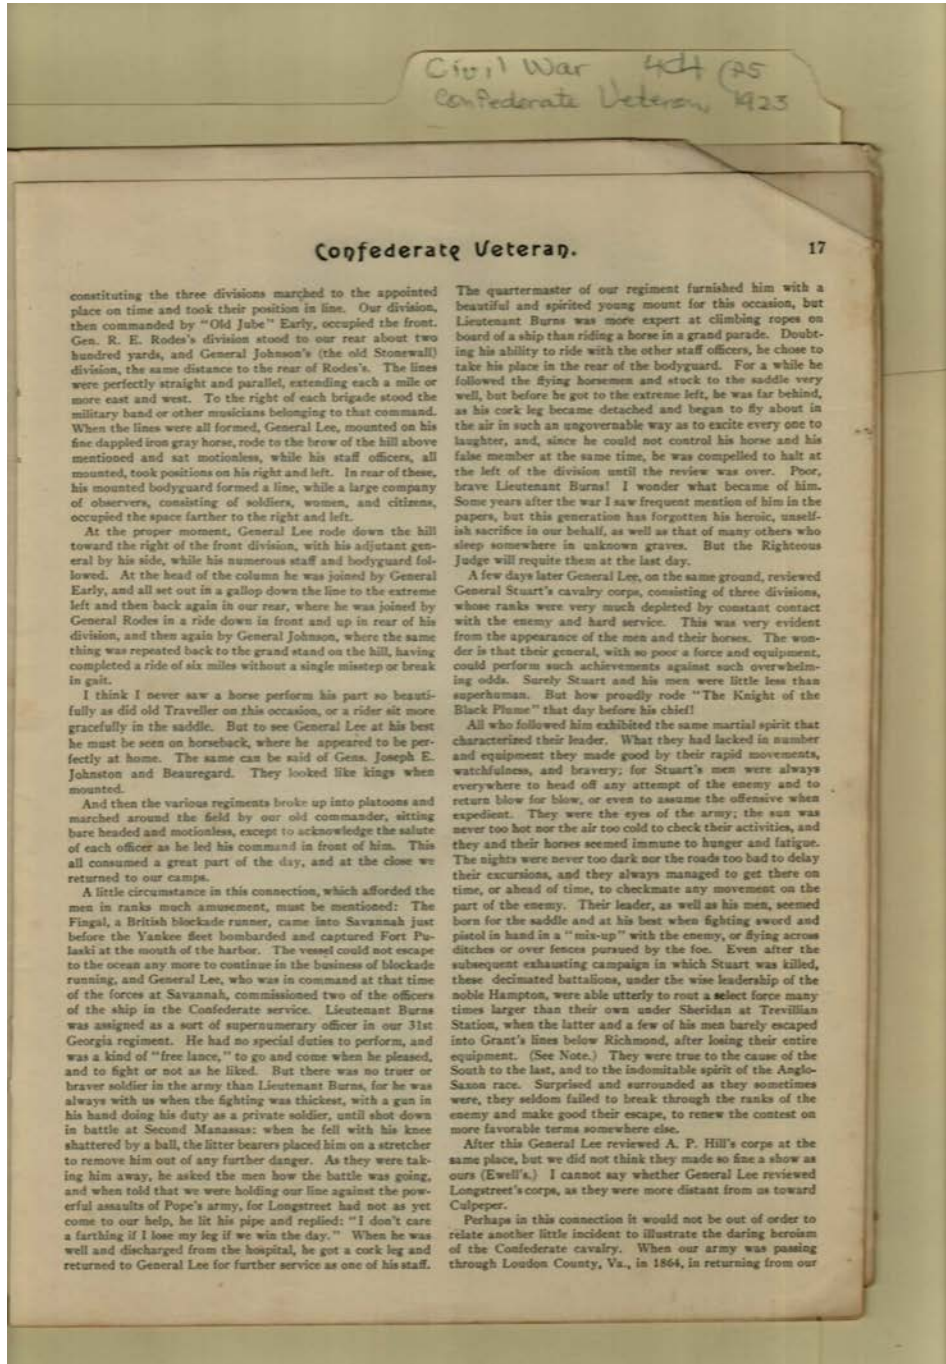 Civil War 4d4 (25
Confederate Veteran, 1923
Confederate Veteran.
17
constituting the three divisions marched to the appointed
place on time and took their position in line. Our division,
then commanded by "Old Jube" Early, occupied the front.
Gen. R. E. Rodes's division stood to our rear about two
hundred yards, and General Johnson's (the old Stonewall)
division, the same distance to the rear of Rodes's. The lines
were perfectly straight and parallel, extending each a mile or
more east and west. To the right of each brigade stood the
military band or other musicians belonging to that command.
When the lines were all formed, General Lee, mounted on his
fine dappled iron gray horse, rode to the brow of the hill above
mentioned and sat motionless, while his staff officers, all
mounted, took positions on his right and left. In rear of these,
his mounted bodyguard formed a line, while a large company
of observers, consisting of soldiers, women, and citizens,
occupied the space farther to the right and left.
At the proper moment, General Lee rode down the hill
toward the right of the front division, with his adjutant gen-
eral by his side, while his numerous staff and bodyguard fol-
lowed. At the head of the column he was joined by General
Early, and all set out in a gallop down the line to the extreme
left and then back again in our rear, where he was joined by
General Rodes in a ride down in front and up in rear of his
division, and then again by General Johnson, where the same
thing was repeated back to the grand stand on the hill, having
completed a ride of six miles without a single misstep or break
in gait.
I think I never saw a horse perform his part so beauti-
fully as did old Traveller on this occasion, or a rider sit more
gracefully in the saddle. But to see General Lee at his best
he must be seen on horseback, where he appeared to be per-
fectly at home. The same can be said of Gens. Joseph E.
Johnston and Beauregard. They looked like kings when
mounted.
And then the various regiments broke up into platoons and
marched around the field by our old commander, sitting
bare headed and motionless, except to acknowledge the salute
of each officer as he led his command in front of him. This
all consumed a great part of the day, and at the close we
returned to our camps.
A little circumstance in this connection, which afforded the
men in ranks much amusement, must be mentioned: The
Fingal, a British blockade runner, came into Savannah just
before the Yankee fleet bombarded and captured Fort Pu-
laski at the mouth of the harbor. The vessel could not escape
to the ocean any more to continue in the business of blockade
running, and General Lee, who was in command at that time
of the forces at Savannah, commissioned two of the officers
of the ship in the Confederate service. Lieutenant Burns
was assigned as a sort of supernumerary officer in our 31st
Georgia regiment. He had no special duties to perform, and
was a kind of "free lance," to go and come when he pleased,
and to fight or not as he liked. But there was no truer or
braver soldier in the army than Lieutenant Burns, for he was
always with us when the fighting was thickest, with a gun in
his hand doing his duty as a private soldier, until shot down
in battle at Second Manassas: when he fell with his knee
shattered by a ball, the litter bearers placed him on a stretcher
to remove him out of any further danger. As they were tak-
ing him away, he asked the men how the battle was going,
and when told that we were holding our line against the pow-
erful assaults of Pope's army, for Longstreet had not as yet
come to our help, he lit his pipe and replied: "I don't care
a farthing if I lose my leg if we win the day." When he was
well and discharged from the hospital, he got a cork leg and
returned to General Lee for further service as one of his staff.
The quartermaster of our regiment furnished him with a
beautiful and spirited young mount for this occasion, but
Lieutenant Burns was more expert at climbing ropes on
board of a ship than riding a horse in a grand parade. Doubt-
ing his ability to ride with the other staff officers, he chose to
take his place in the rear of the bodyguard. For a while he
followed the flying horsemen and stuck to the saddle very
well, but before he got to the extreme left, he was far behind,
as his cork leg became detached and began to fly about in
the air in such an ungovernable way as to excite every one to
laughter, and, since he could not control his horse and his
false member at the same time, he was compelled to halt at
the left of the division until the review was over. Poor,
brave Lieutenant Burns! I wonder what became of him.
Some years after the war I saw frequent mention of him in the
papers, but this generation has forgotten his heroic, unself-
ish sacrifice in our behalf, as well as that of many others who
sleep somewhere in unknown graves. But the Righteous
Judge will requite them at the last day.
A few days later General Lee, on the same ground, reviewed
General Stuart's cavalry corps, consisting of three divisions,
whose ranks were very much depleted by constant contact
with the enemy and hard service. This was very evident
from the appearance of the men and their horses. The won-
der is that their general, with so poor a force and equipment,
could perform such achievements against such overwhelm-
ing odds. Surely Stuart and his men were little less than
superhuman. But how proudly rode "The Knight of the
Black Plume" that day before his chief!
All who followed him exhibited the same martial spirit that
characterized their leader. What they had lacked in number
and equipment they made good by their rapid movements,
watchfulness, and bravery; for Stuart's men were always
everywhere to head off any attempt of the enemy and to
return blow for blow, or even to assume the offensive when
expedient. They were the eyes of the army; the sun was
never too hot nor the air too cold to check their activities, and
they and their horses seemed immune to hunger and fatigue.
The nights were never too dark nor the roads too bad to delay
their excursions, and they always managed to get there on
time, or ahead of time, to checkmate any movement on the
part of the enemy. Their leader, as well as his men, seemed
born for the saddle and at his best when fighting sword and
pistol in hand in a "mix-up" with the enemy, or flying across
ditches or over fences pursued by the foe. Even after the
subsequent exhausting campaign in which Stuart was killed,
these decimated battalions, under the wise leadership of the
noble Hampton, were able utterly to rout a select force many
times larger than their own under Sheridan at Trevillian
Station, when the latter and a few of his men barely escaped
into Grant's lines below Richmond, after losing their entire
equipment. (See Note.) They were true to the cause of the
South to the last, and to the indomitable spirit of the Anglo-
Saxon race. Surprised and surrounded as they sometimes
were, they seldom failed to break through the ranks of the
enemy and make good their escape, to renew the contest on
more favorable terms somewhere else.
After this General Lee reviewed A. P. Hill's corps at the
same place, but we did not think they made so fine a show as
ours (Ewell's.) I cannot say whether General Lee reviewed
Longstreet's corps, as they were more distant from us toward
Culpeper.
Perhaps in this connection it would not be out of order to
relate another little incident to illustrate the daring heroism
of the Confederate cavalry. When our army was passing
through Loudon County, Va., in 1864, in returning from our